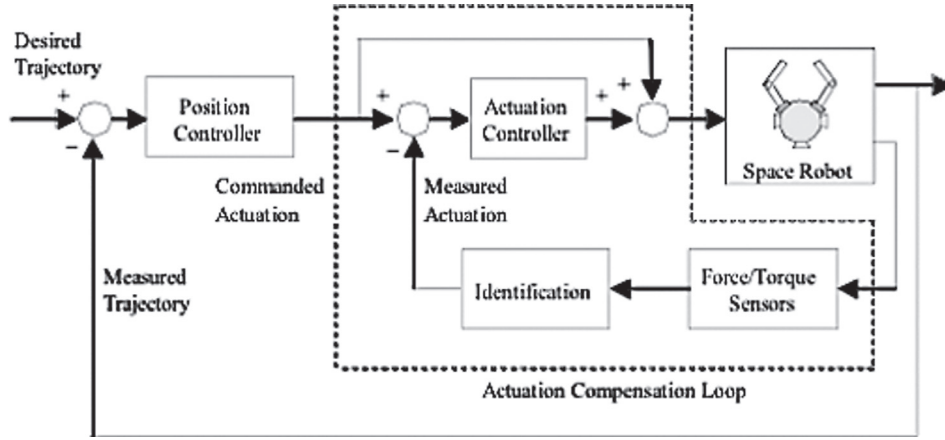 Desired
Trajectory
+
−
Position
Controller
Commanded
Actuation
+
−
Actuation
Controller
+
+
Measured
Actuation
Space Robot
Measured
Trajectory
Identification
Force/Torque
Sensors
Actuation Compensation Loop